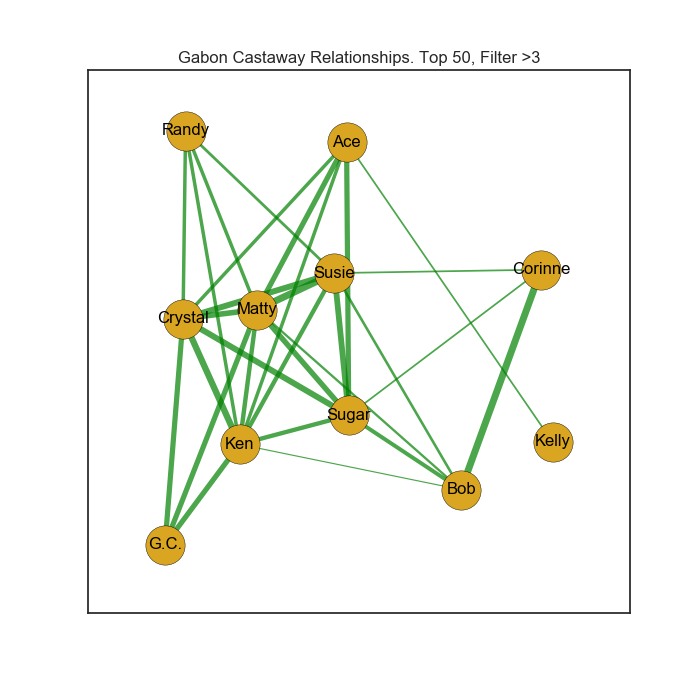 Gabon Castaway Relationships. Top 50, Filter >3
Randy
Ace
Susie
Corinne
Crystal
Matty
Sugar
Ken
Kelly
Bob
G.C.